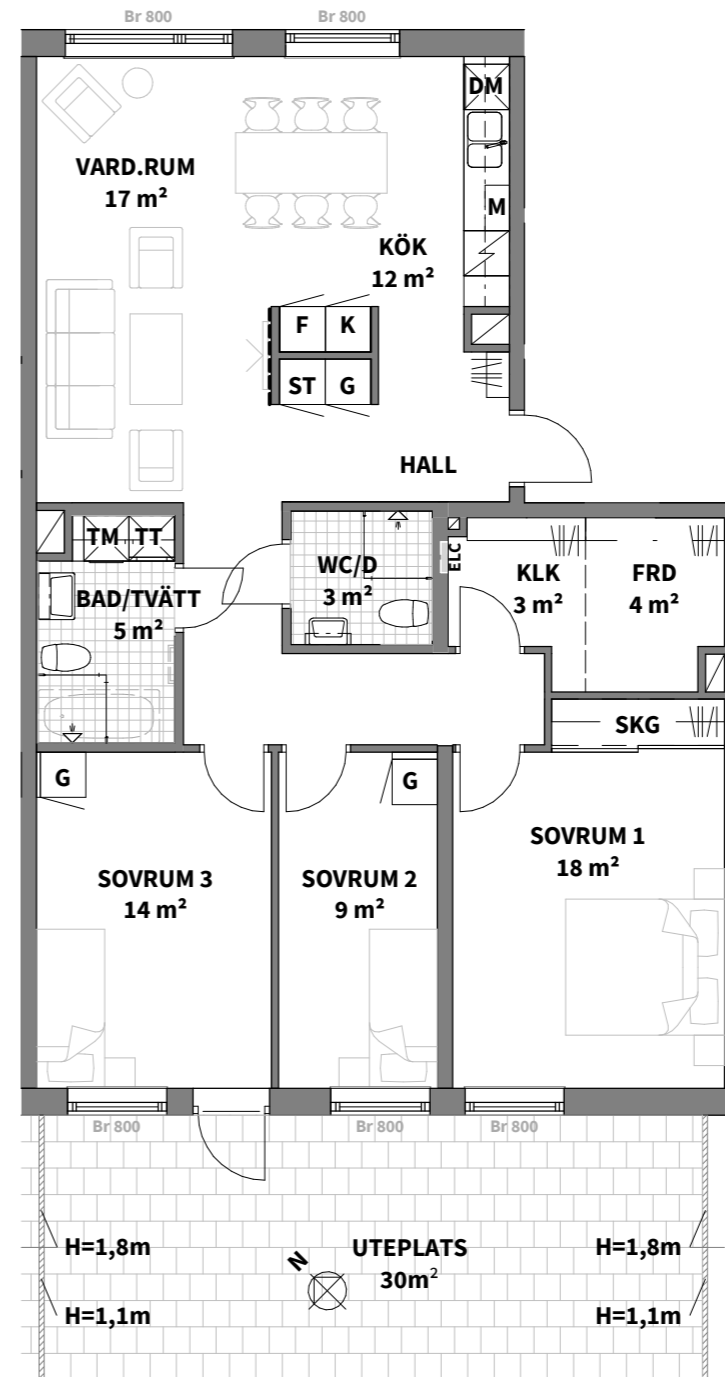 Br 800
Br 800
DM
VARD.RUM
17 m²
M
KÖK
12 m²
F
K
ST
G
HALL
TM
TT
BAD/TVÄTT
5 m²
WC/D
3 m²
ELC
KLK
3 m²
FRD
4 m²
SKG
G
G
SOVRUM 3
14 m²
SOVRUM 2
9 m²
SOVRUM 1
18 m²
Br 800
Br 800
Br 800
H=1,8m
H=1,1m
N
UTEPLATS
30m²
H=1,8m
H=1,1m